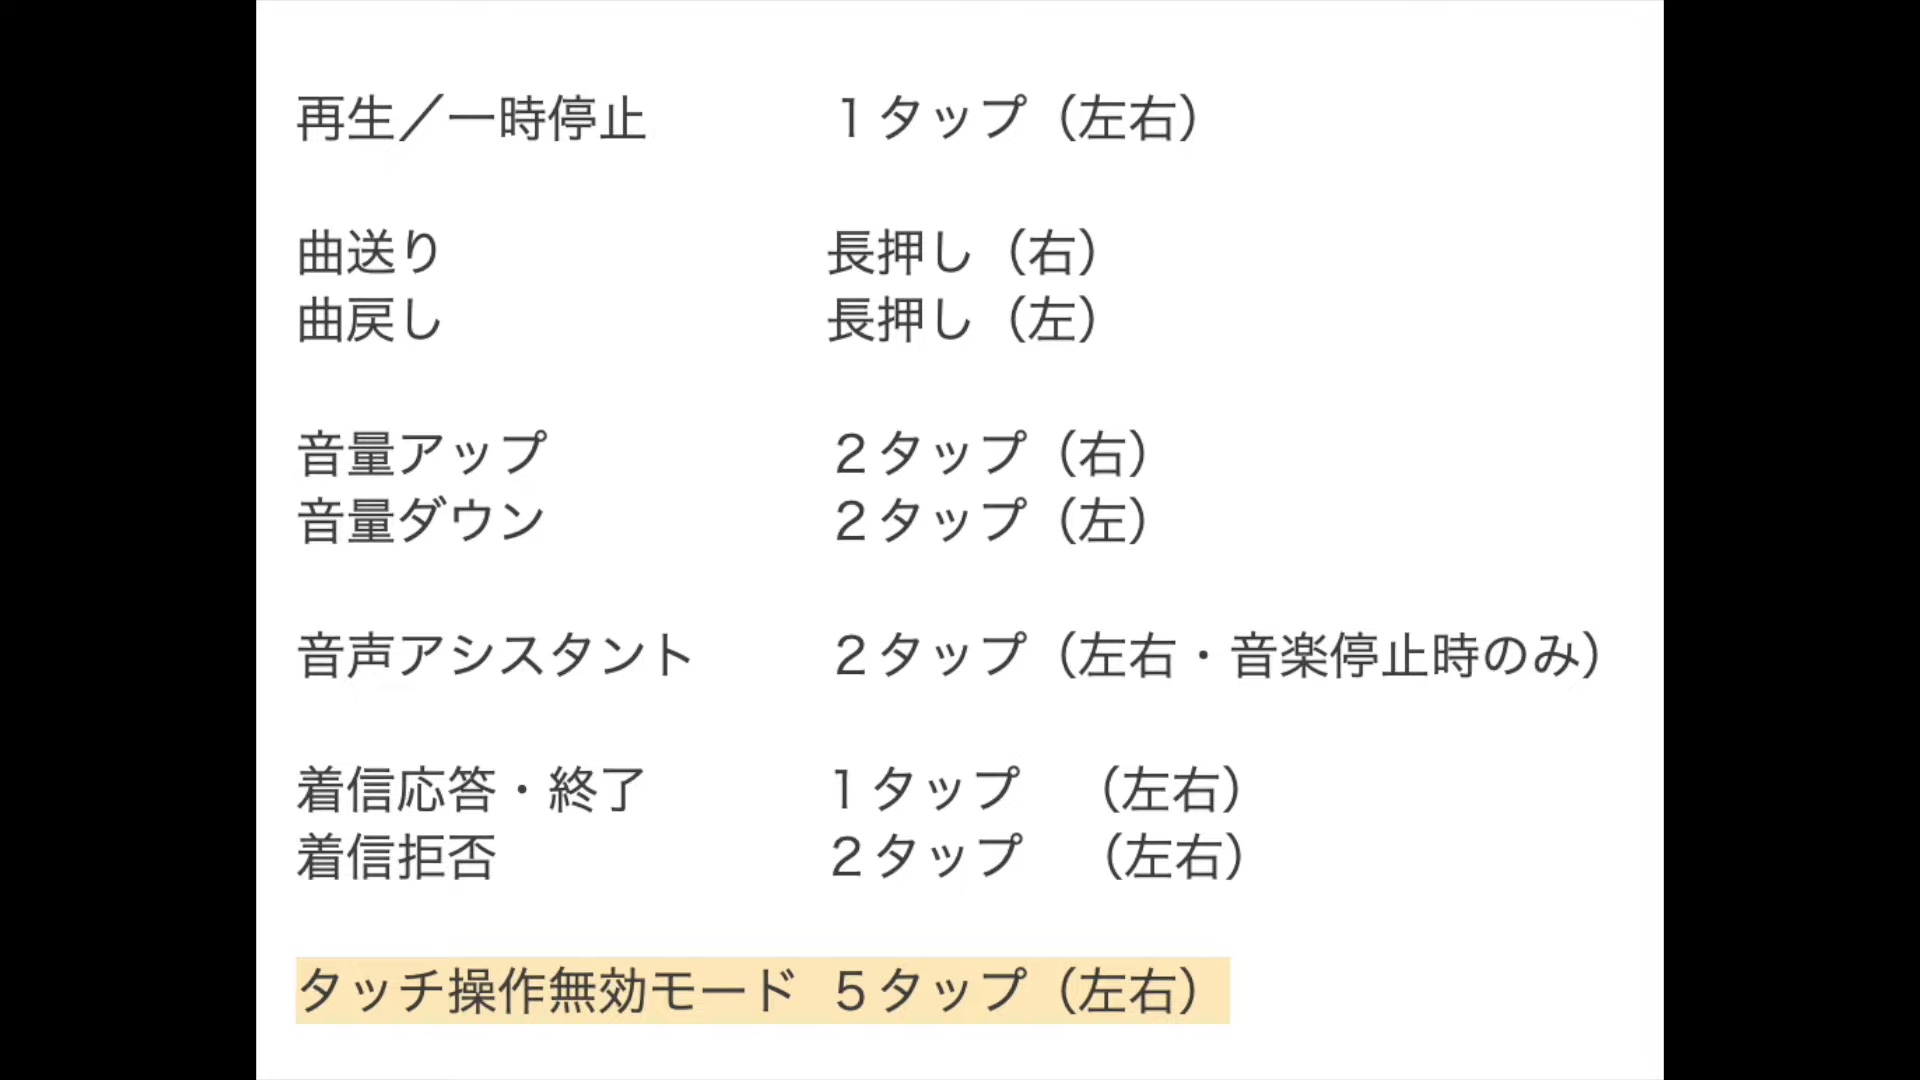 再生／一時停止　１タップ（左右）
曲送り　長押し（右）
曲戻し　長押し（左）
音量アップ　２タップ（右）
音量ダウン　２タップ（左）
音声アシスタント　２タップ（左右・音楽停止時のみ）
着信応答・終了　１タップ　（左右）
着信拒否　２タップ　（左右）
タッチ操作無効モード　５タップ（左右）